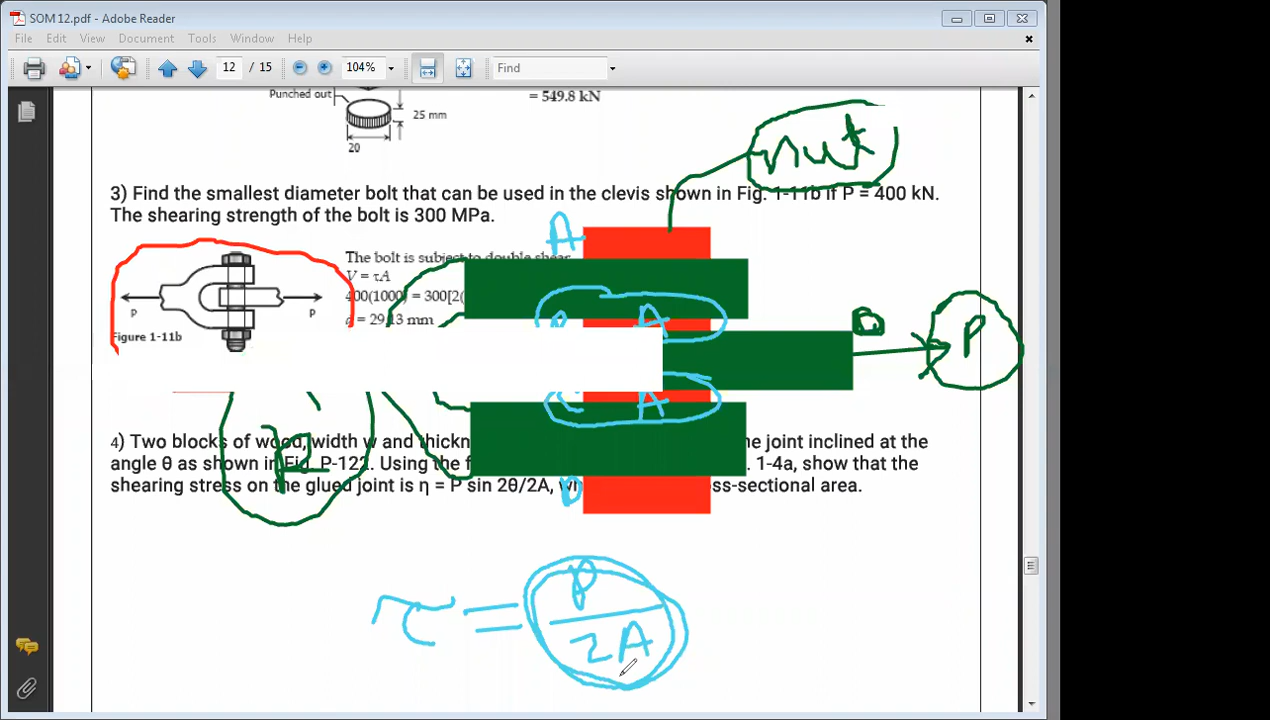 SOM 12.pdf - Adobe Reader
File Edit View Document Tools Window Help
12 / 15 104% Find
Punched out
= 549.8 kN
25 mm
20
nut
3) Find the smallest diameter bolt that can be used in the clevis shown in Fig. 1-11b if P = 400 kN.
The shearing strength of the bolt is 300 MPa.
A
The bolt is subject to double shear
V = τA
400(1000) = 300[2(
d = 29.13 mm
P P
Figure 1-11b
A
P
A
P
4) Two blocks of wood, width w and thickn he joint inclined at the
angle θ as shown in Fig. P-122. Using the f . 1-4a, show that the
shearing stress on the glued joint is η = P sin 2θ/2A, wh ss-sectional area.
D
τ = P / 2A